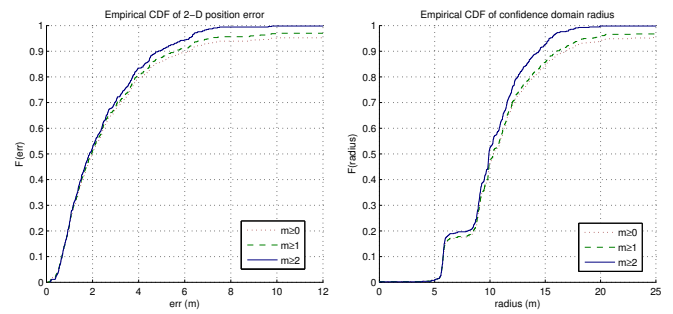 Empirical CDF of 2−D position error
1
0.9
0.8
0.7
0.6
0.5
0.4
0.3
0.2
0.1
0
F(err)
0 2 4 6 8 10 12
err (m)
m≥0
m≥1
m≥2
Empirical CDF of confidence domain radius
1
0.9
0.8
0.7
0.6
0.5
0.4
0.3
0.2
0.1
0
F(radius)
0 5 10 15 20 25
radius (m)
m≥0
m≥1
m≥2